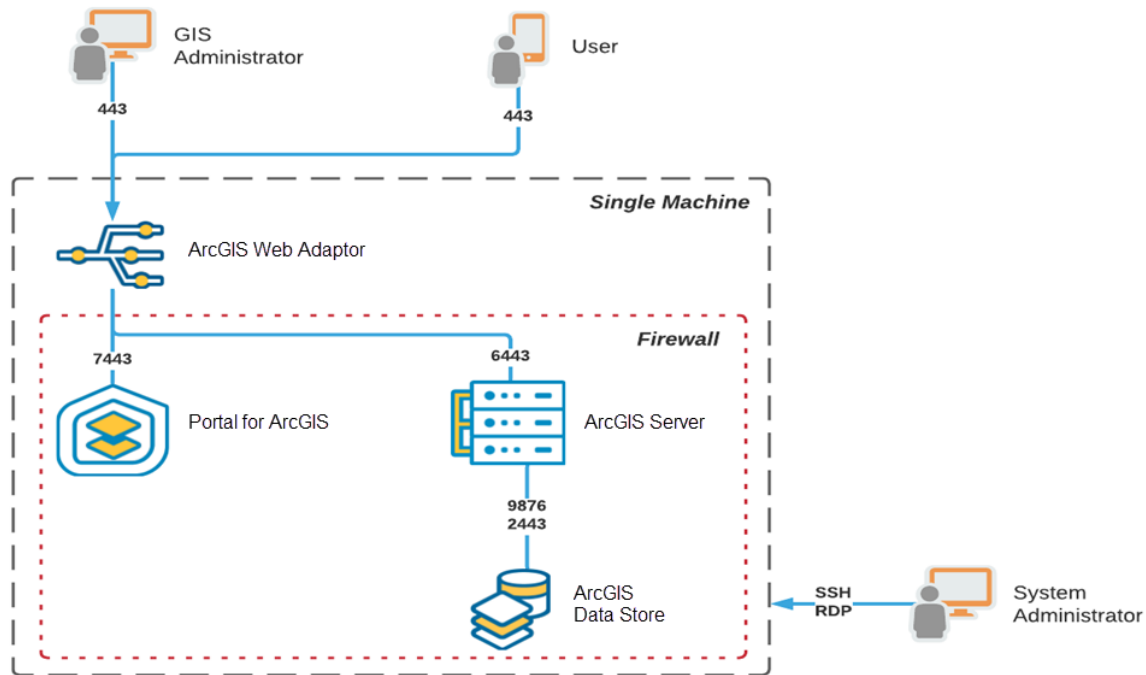 GIS
Administrator
User
443
443
Single Machine
ArcGIS Web Adaptor
Firewall
7443
6443
Portal for ArcGIS
ArcGIS Server
9876
2443
ArcGIS
Data Store
SSH
RDP
System
Administrator